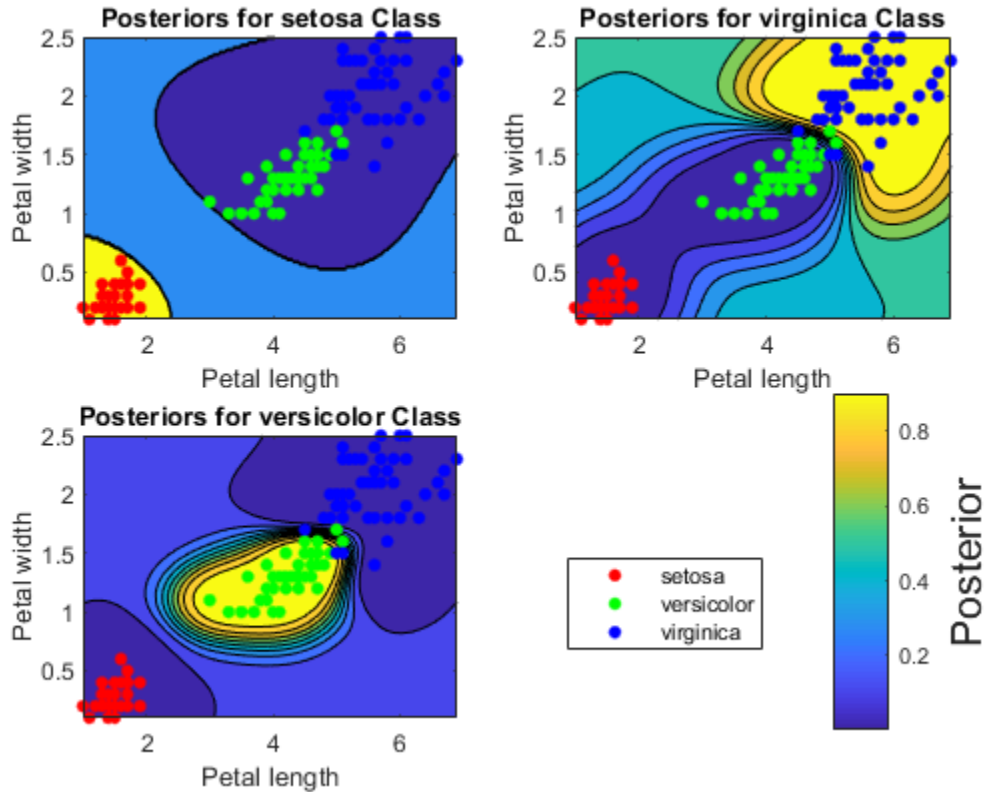 Posteriors for setosa Class
2.5
2
1.5
1
0.5
Petal width
2 4 6
Petal length
Posteriors for virginica Class
2.5
2
1.5
1
0.5
Petal width
2 4 6
Petal length
Posteriors for versicolor Class
2.5
2
1.5
1
0.5
Petal width
2 4 6
Petal length
setosa
versicolor
virginica
0.8
0.6
0.4
0.2
Posterior